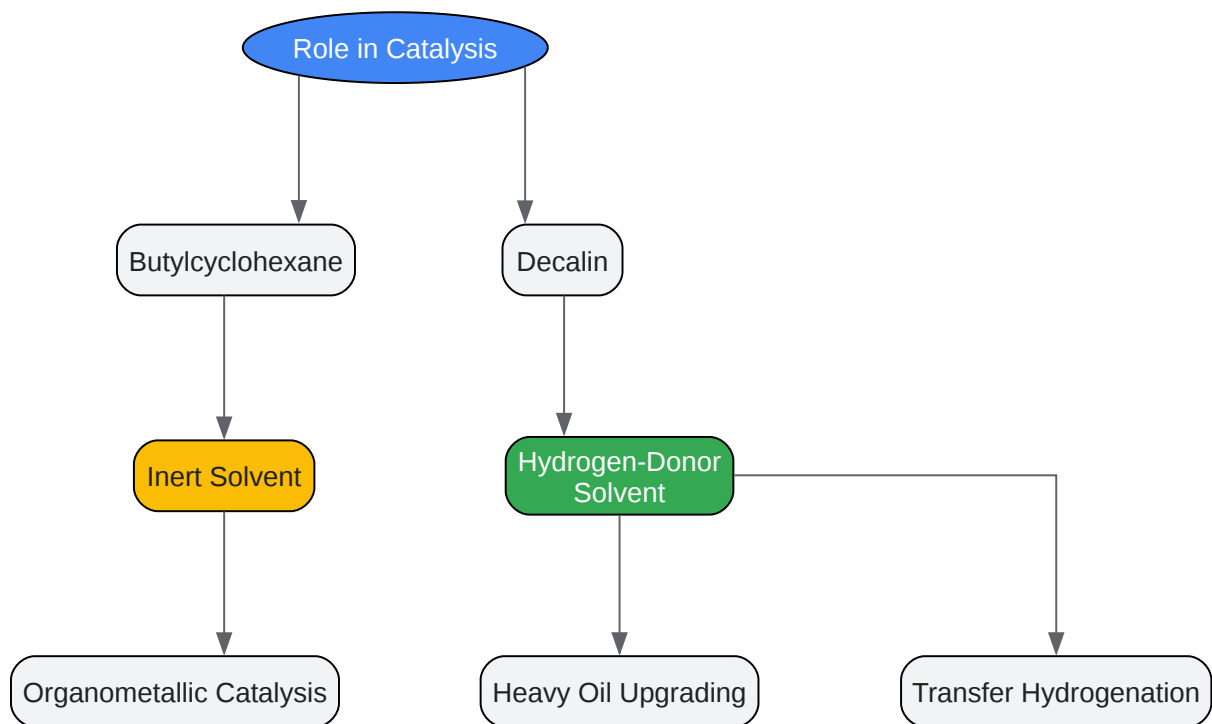 Role in Catalysis
Butylcyclohexane
Decalin
Inert Solvent
Hydrogen-Donor
Solvent
Organometallic Catalysis
Heavy Oil Upgrading
Transfer Hydrogenation